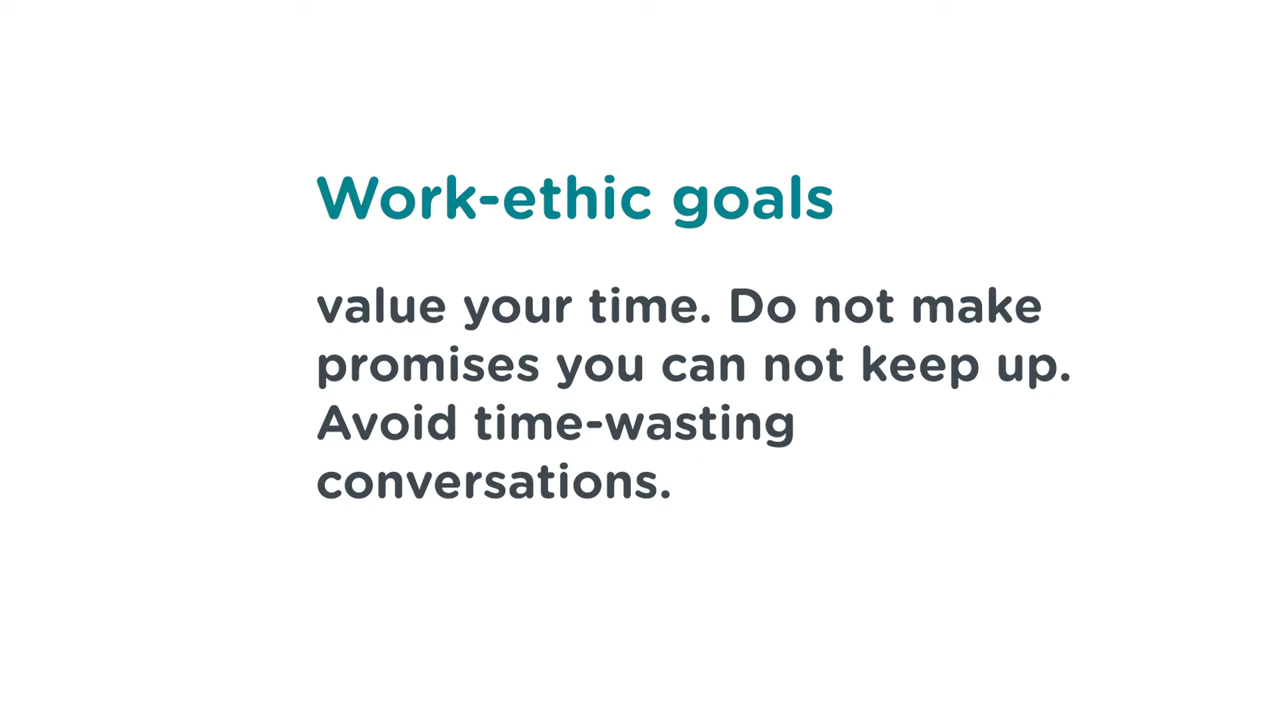 Work-ethic goals
value your time. Do not make
promises you can not keep up.
Avoid time-wasting
conversations.